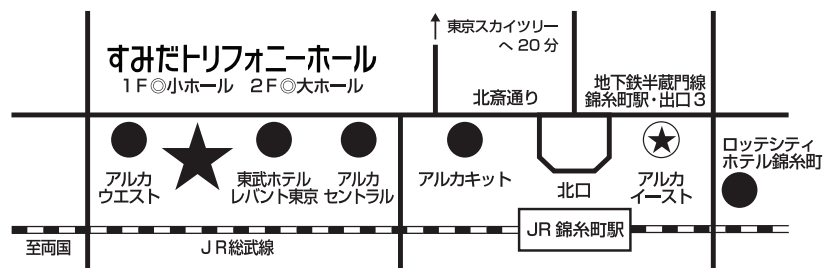 東京スカイツリー
へ 20 分
すみだトリフォニーホール
1F◎小ホール 2F◎大ホール
北斎通り
地下鉄半蔵門線
錦糸町駅・出口3
アルカ
ウエスト
東武ホテル
レバント東京
アルカ
セントラル
アルカキット
北口
アルカ
イースト
ロッテシティ
ホテル錦糸町
至両国
JR総武線
JR 錦糸町駅